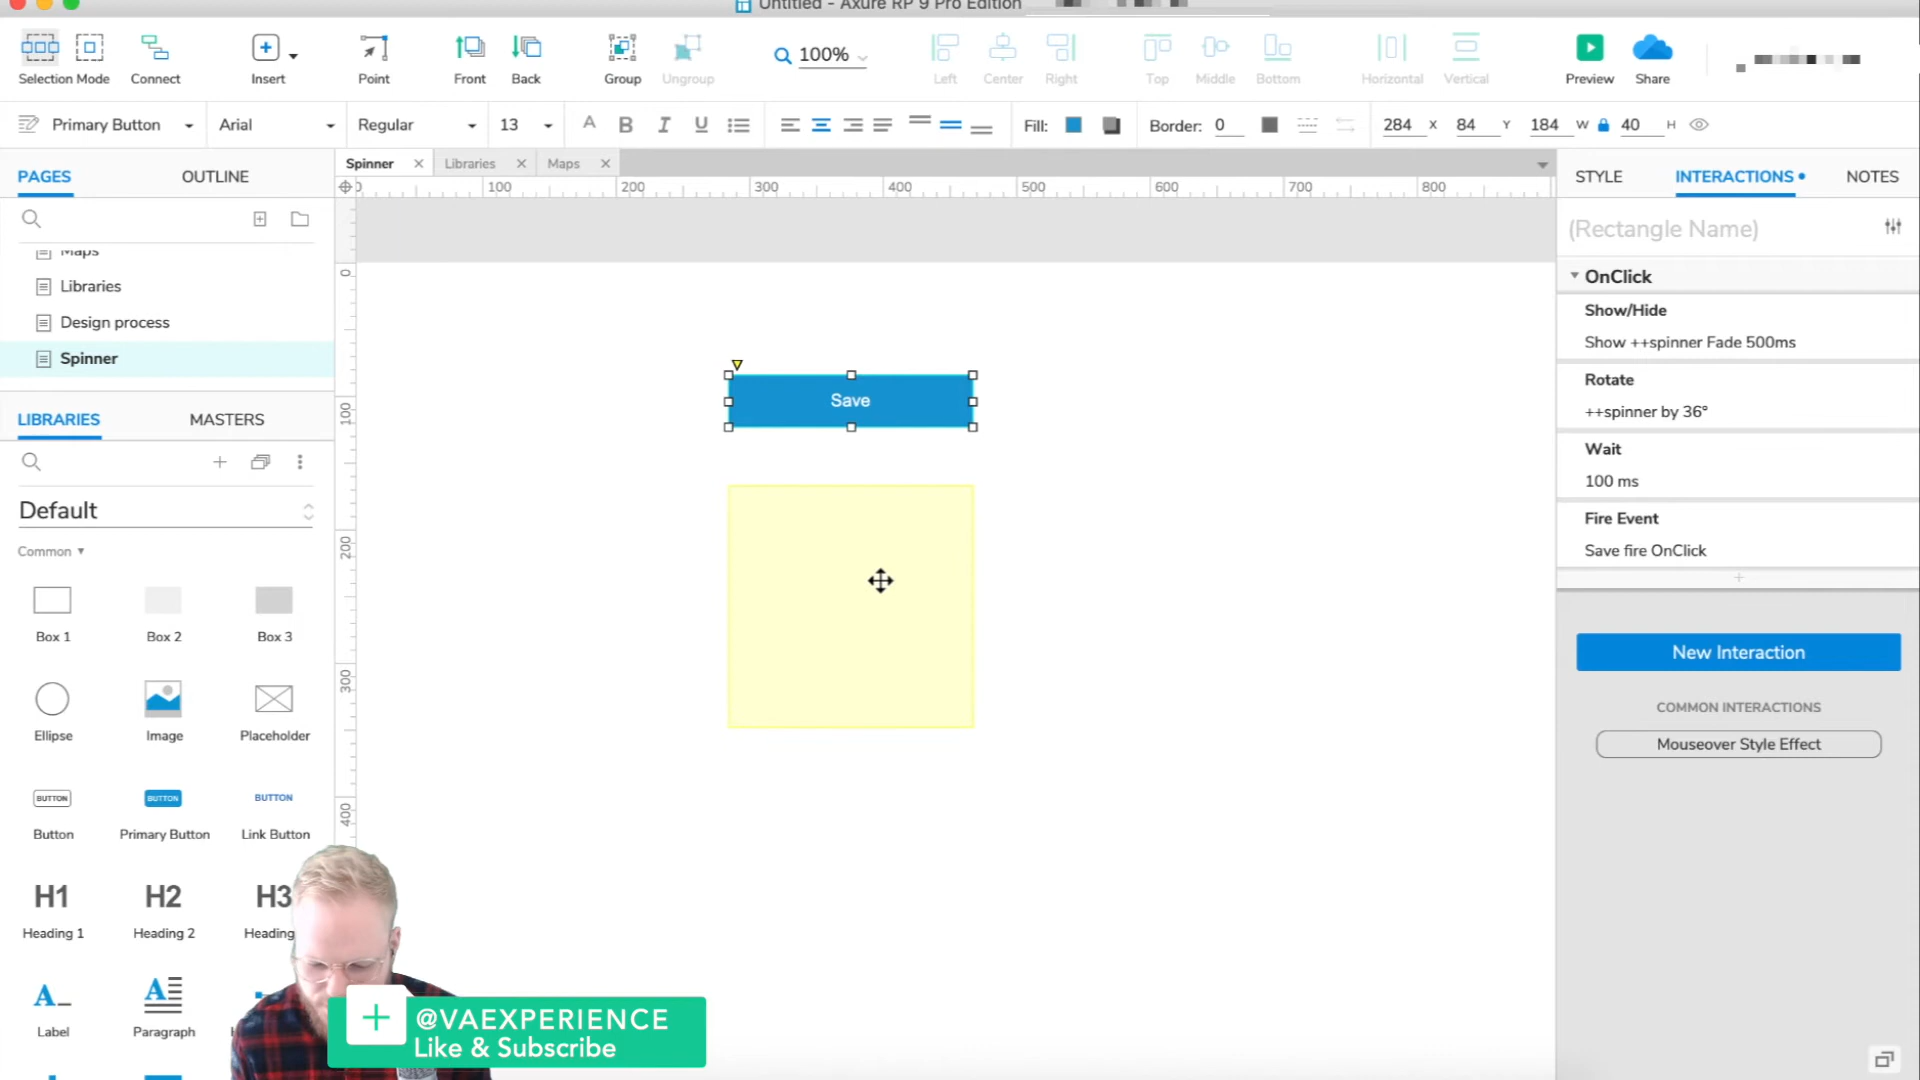 Untitled - Axure RP 9 Pro Edition
Selection Mode
Connect
Insert
Point
Front
Back
Group
Ungroup
100%
Left
Center
Right
Top
Middle
Bottom
Horizontal
Vertical
Preview
Share
Primary Button
Arial
Regular
13
Fill:
Border: 0
284 X 84 Y 184 W 40 H
PAGES
OUTLINE
Spinner
Libraries
Maps
STYLE
INTERACTIONS
NOTES
0 100 200 300 400 500 600 700 800
0
100
200
300
400
Maps
Libraries
Design process
Spinner
LIBRARIES
MASTERS
Default
Common
Box 1
Box 2
Box 3
Ellipse
Image
Placeholder
BUTTON
BUTTON
BUTTON
Button
Primary Button
Link Button
H1
H2
H3
Heading 1
Heading 2
Heading
A_
A
Label
Paragraph
Save
(Rectangle Name)
OnClick
Show/Hide
Show ++spinner Fade 500ms
Rotate
++spinner by 36°
Wait
100 ms
Fire Event
Save fire OnClick
New Interaction
COMMON INTERACTIONS
Mouseover Style Effect
@VAEXPERIENCE
Like & Subscribe